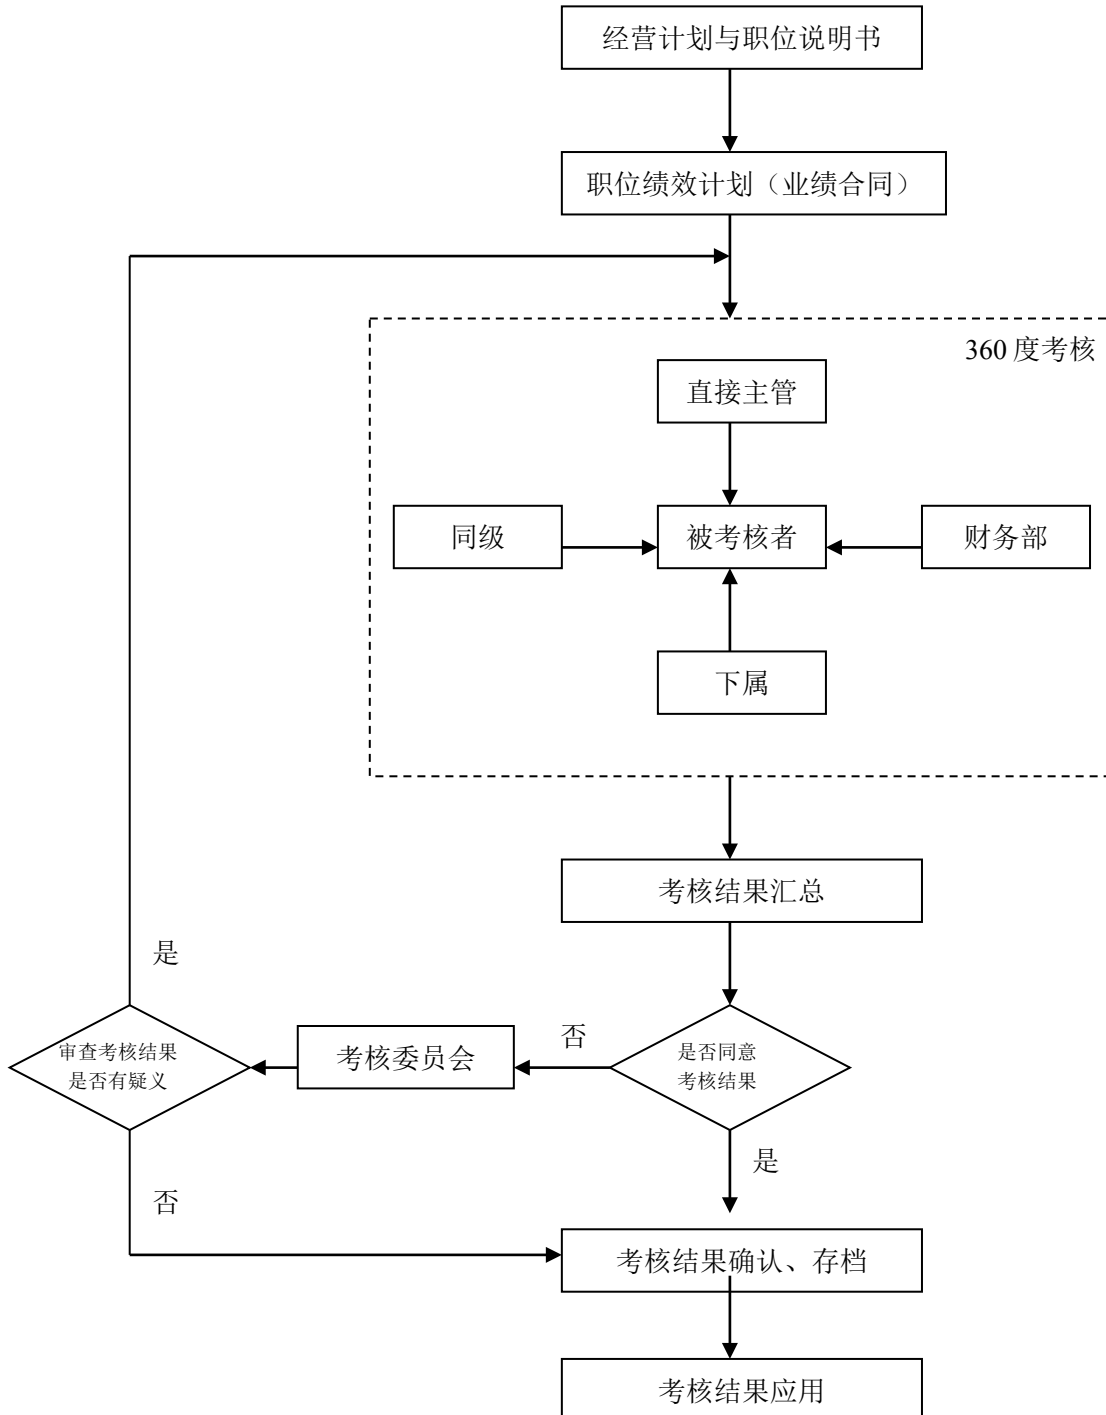 经营计划与职位说明书
职位绩效计划（业绩合同）
360 度考核
直接主管
同级
被考核者
财务部
下属
考核结果汇总
是
审查考核结果
是否有疑义
考核委员会
否
是否同意
考核结果
是
否
考核结果确认、存档
考核结果应用